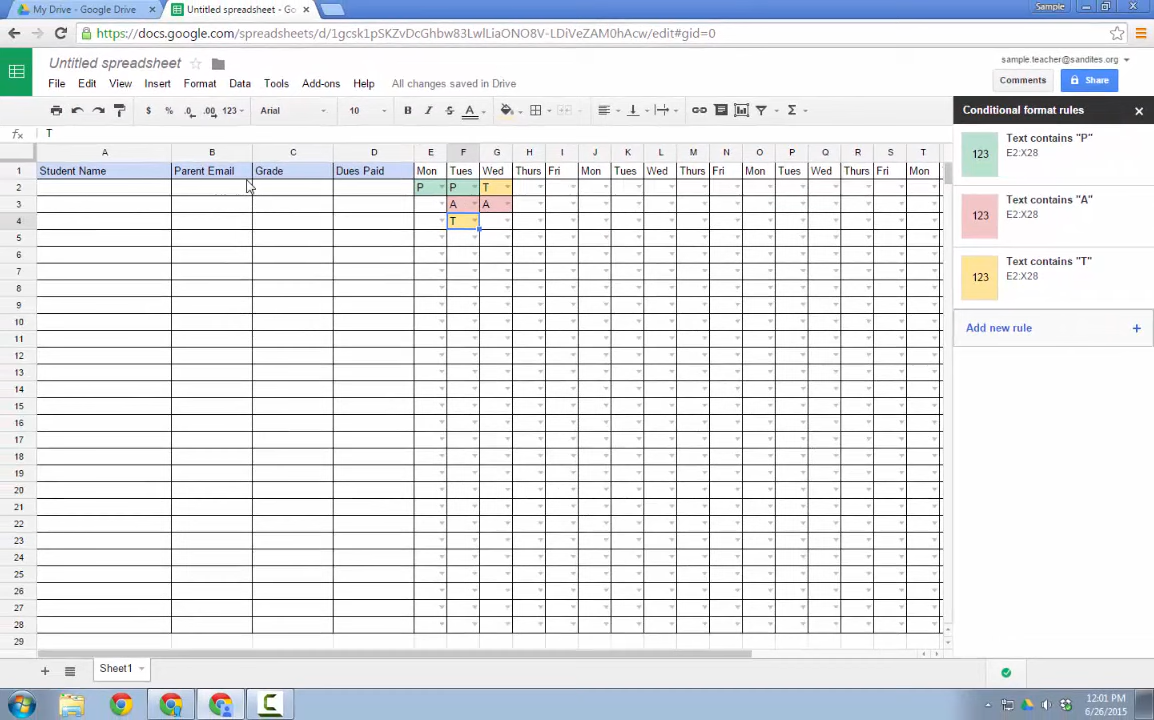 My Drive - Google Drive
Untitled spreadsheet - Go
Sample
https://docs.google.com/spreadsheets/d/1gcsk1pSKZvDcGhbw83LwlLiaONO8V-LDiVeZAM0hAcw/edit#gid=0
Untitled spreadsheet
sample.teacher@sandites.org
File Edit View Insert Format Data Tools Add-ons Help All changes saved in Drive
Comments
Share
$ % .0 .00 123 Arial 10 B I S A
Conditional format rules
fx T
A B C D E F G H I J K L M N O P Q R S T
1 Student Name Parent Email Grade Dues Paid Mon Tues Wed Thurs Fri Mon Tues Wed Thurs Fri Mon Tues Wed Thurs Fri Mon
2 P P T
3 A A
4 T
5
6
7
8
9
10
11
12
13
14
15
16
17
18
19
20
21
22
23
24
25
26
27
28
29
123 Text contains "P"
E2:X28
123 Text contains "A"
E2:X28
123 Text contains "T"
E2:X28
Add new rule
Sheet1
12:01 PM
6/26/2015